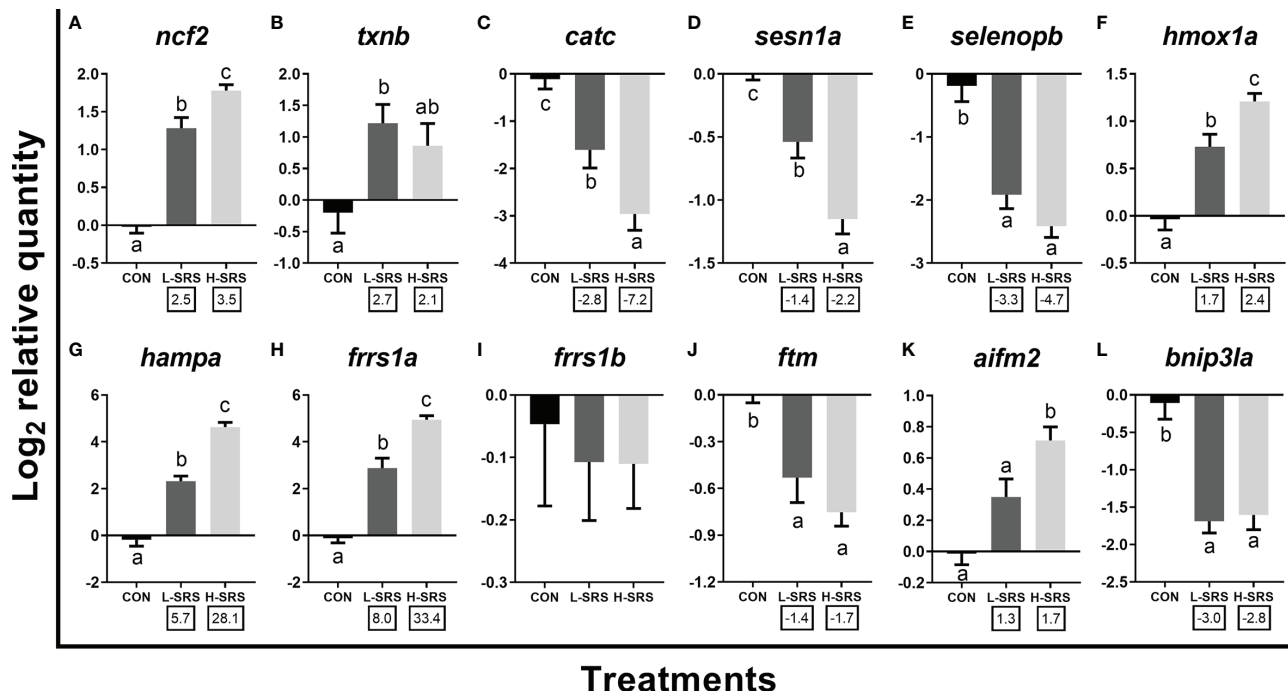 A ncf2
2.0
1.5
1.0
0.5
0.0
-0.5
a b c
CON L-SRS H-SRS
2.5 3.5
B txnb
2.0
1.5
1.0
0.5
0.0
-0.5
-1.0
a b ab
CON L-SRS H-SRS
2.7 2.1
C catc
0
-1
-2
-3
-4
c b a
CON L-SRS H-SRS
-2.8 -7.2
D sesn1a
0.0
-0.5
-1.0
-1.5
c b a
CON L-SRS H-SRS
-1.4 -2.2
E selenopb
0
-1
-2
-3
b a a
CON L-SRS H-SRS
-3.3 -4.7
F hmox1a
1.5
1.0
0.5
0.0
-0.5
a b c
CON L-SRS H-SRS
1.7 2.4
G hampa
6
4
2
0
-2
a b c
CON L-SRS H-SRS
5.7 28.1
H frrs1a
6
4
2
0
-2
a b c
CON L-SRS H-SRS
8.0 33.4
I frrs1b
0.0
-0.1
-0.2
-0.3
CON L-SRS H-SRS
J ftm
0.0
-0.3
-0.6
-0.9
-1.2
b a a
CON L-SRS H-SRS
-1.4 -1.7
K aifm2
1.0
0.8
0.6
0.4
0.2
0.0
-0.2
a a b
CON L-SRS H-SRS
1.3 1.7
L bnip3la
0.0
-0.5
-1.0
-1.5
-2.0
-2.5
b a a
CON L-SRS H-SRS
-3.0 -2.8
Log2 relative quantity
Treatments